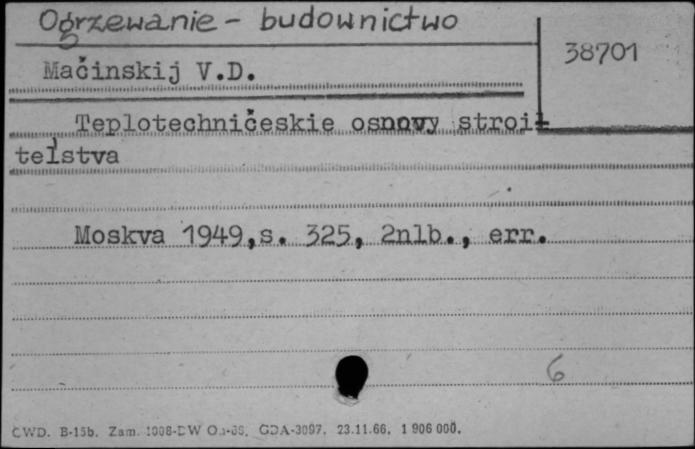 Ogrzewanie - budownictwo
38701
Mačinskij V.D.
Teplotechničeskie osnovy stroi-
telstva
Moskva 1949,s. 325, 2nlb., err.
6
CWD. B-15b. Zam. 1008-DW GDA-3097. 23.11.66. 1 906 000.